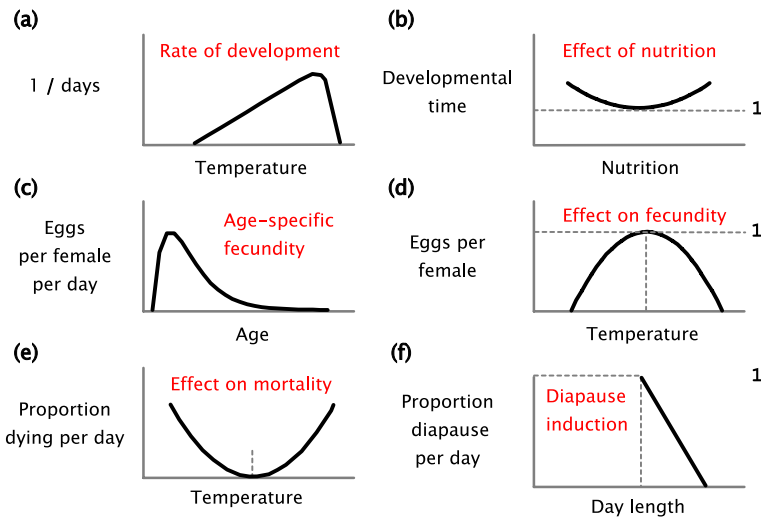 (a)
Rate of development
1 / days
Temperature
(b)
Effect of nutrition
Developmental
time
1
Nutrition
(c)
Age-specific
fecundity
Eggs
per female
per day
Age
(d)
Effect on fecundity
1
Eggs per
female
Temperature
(e)
Effect on mortality
Proportion
dying per day
Temperature
(f)
1
Diapause
induction
Proportion
diapause
per day
Day length